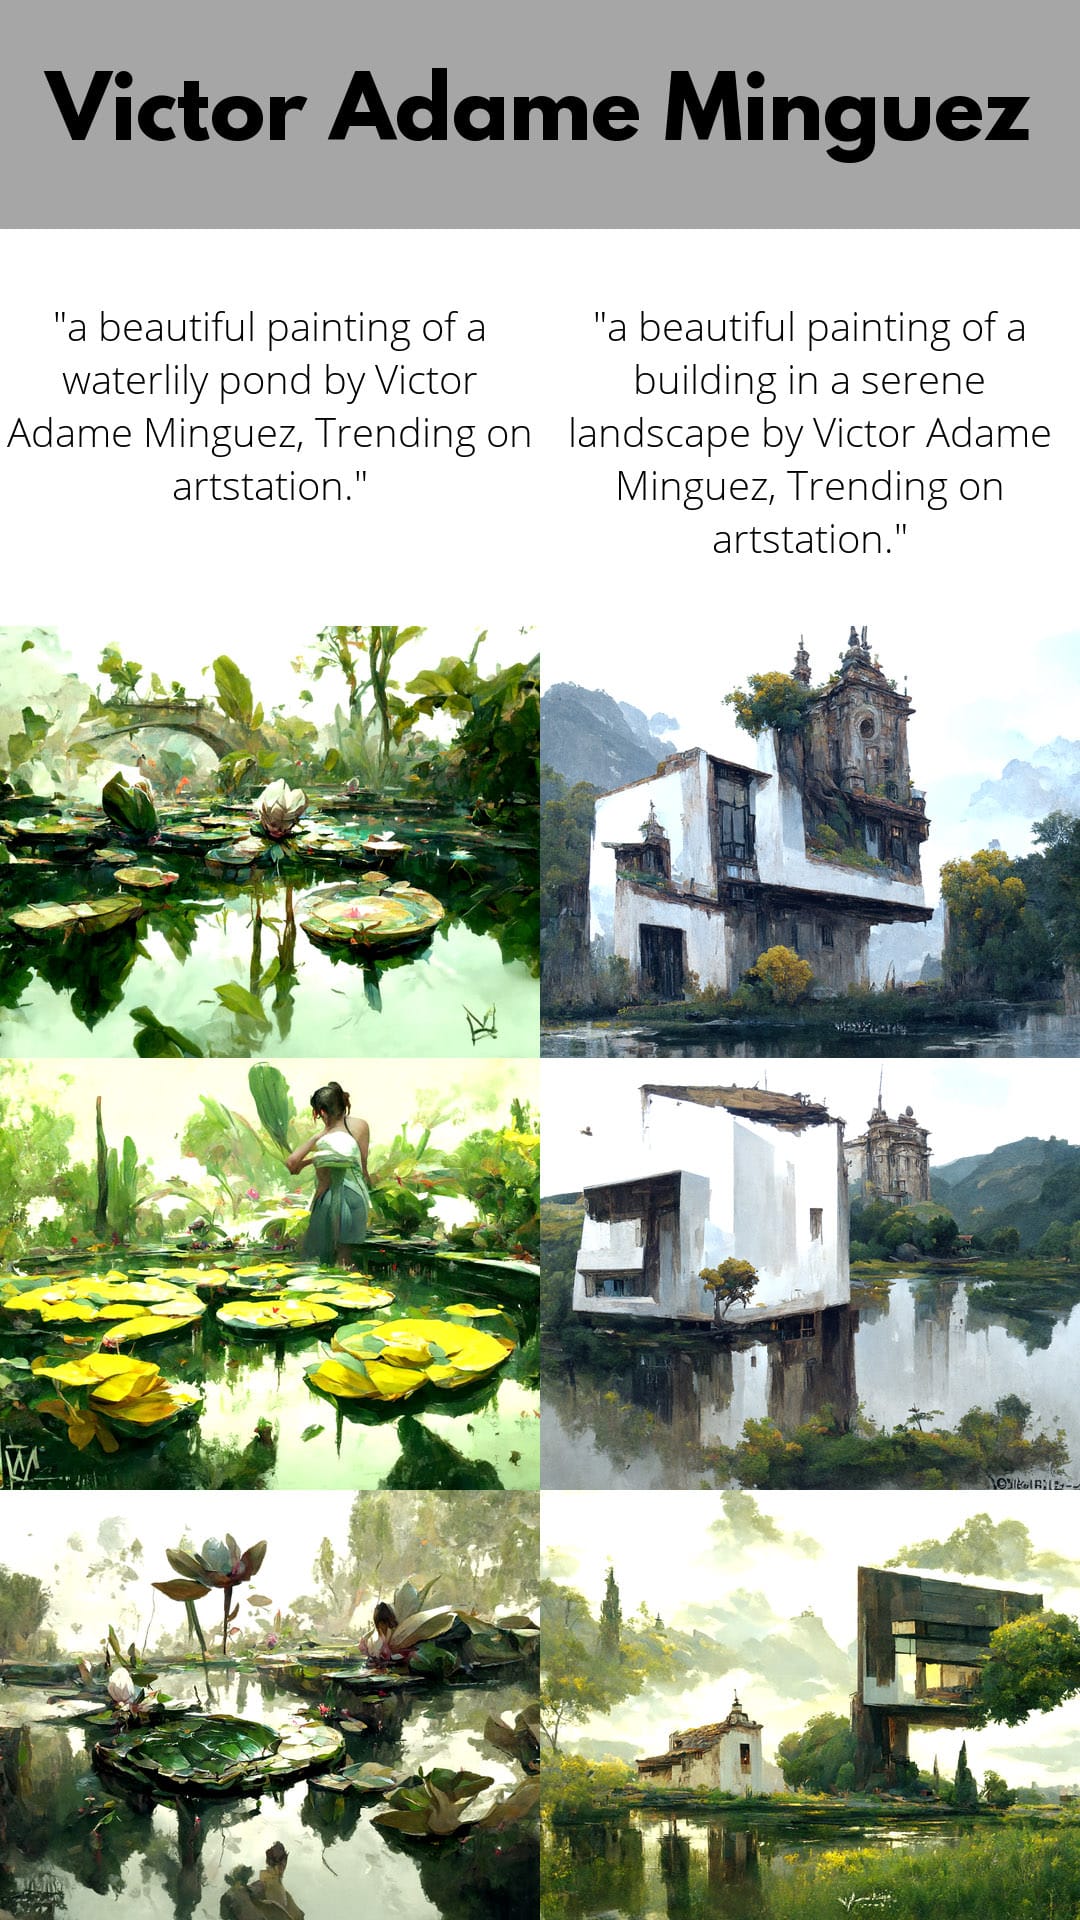 Victor Adame Minguez
"a beautiful painting of a
waterlily pond by Victor
Adame Minguez, Trending on
artstation."
"a beautiful painting of a
building in a serene
landscape by Victor Adame
Minguez, Trending on
artstation."